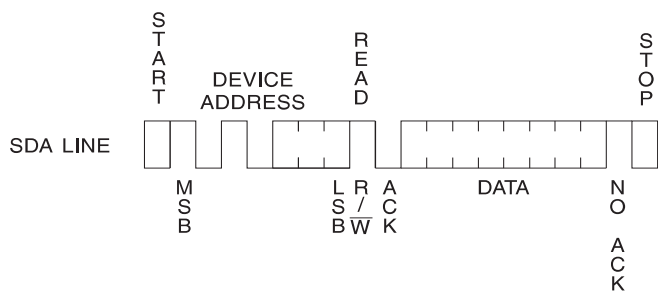 START
DEVICE
ADDRESS
READ
STOP
SDA LINE
MSB
LSB
R/W̅
ACK
DATA
NO ACK